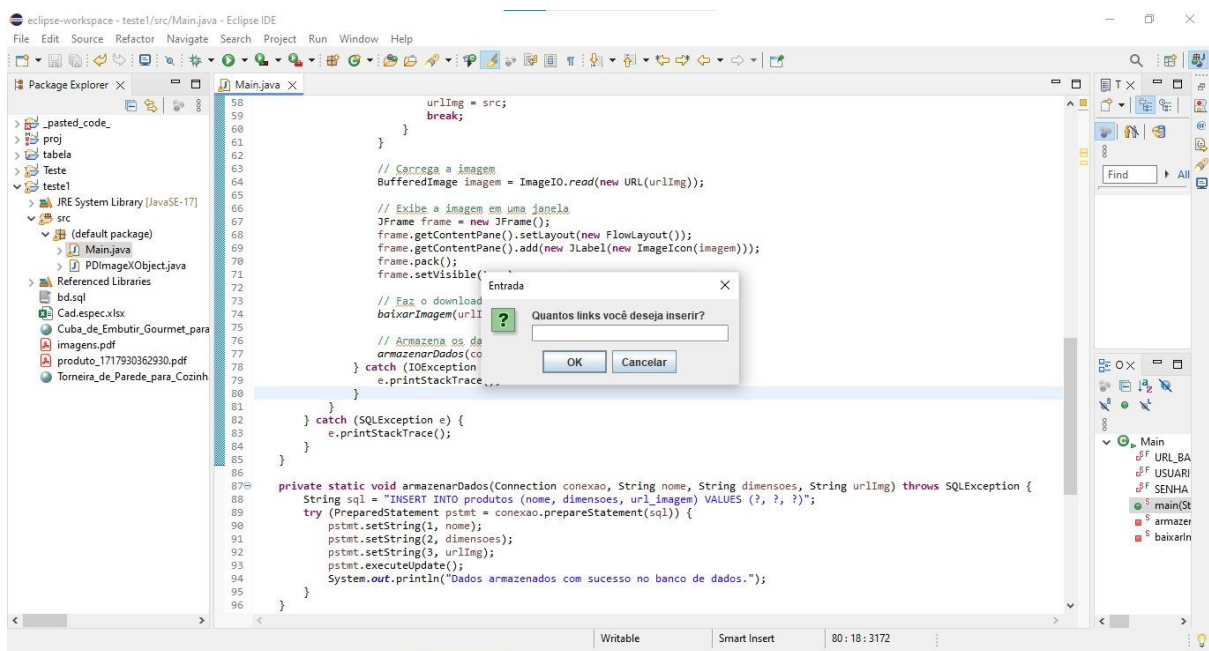 eclipse-workspace - teste1/src/Main.java - Eclipse IDE
File Edit Source Refactor Navigate Search Project Run Window Help
Package Explorer
_pasted_code_
proj
tabela
Teste
teste1
JRE System Library [JavaSE-17]
src
(default package)
Main.java
PDImageXObject.java
Referenced Libraries
bd.sql
Cad.espec.xlsx
Cuba_de_Embutir_Gourmet_para
imagens.pdf
produto_1717930362930.pdf
Torneira_de_Parede_para_Cozinh
Main.java
58 urlImg = src;
59 break;
60 }
61 }
62
63 // Carrega a imagem
64 BufferedImage imagem = ImageIO.read(new URL(urlImg));
65
66 // Exibe a imagem em uma janela
67 JFrame frame = new JFrame();
68 frame.getContentPane().setLayout(new FlowLayout());
69 frame.getContentPane().add(new JLabel(new ImageIcon(imagem)));
70 frame.pack();
71 frame.setVisible(
72
73 // Faz o download
74 baixarImagem(urlI
75
76 // Armazena os da
77 armazenarDados(co
78 } catch (IOException
79 e.printStackTrace
80 }
81 }
82 } catch (SQLException e) {
83 e.printStackTrace();
84 }
85 }
86
87 private static void armazenarDados(Connection conexao, String nome, String dimensoes, String urlImg) throws SQLException {
88 String sql = "INSERT INTO produtos (nome, dimensoes, url_imagem) VALUES (?, ?, ?)";
89 try (PreparedStatement pstmt = conexao.prepareStatement(sql)) {
90 pstmt.setString(1, nome);
91 pstmt.setString(2, dimensoes);
92 pstmt.setString(3, urlImg);
93 pstmt.executeUpdate();
94 System.out.println("Dados armazenados com sucesso no banco de dados.");
95 }
96 }
Entrada
Quantos links você deseja inserir?
OK Cancelar
T
Find All
O
Main
URL_BA
USUARI
SENHA
main(St
armazer
baixarIn
Writable Smart Insert 80 : 18 : 3172